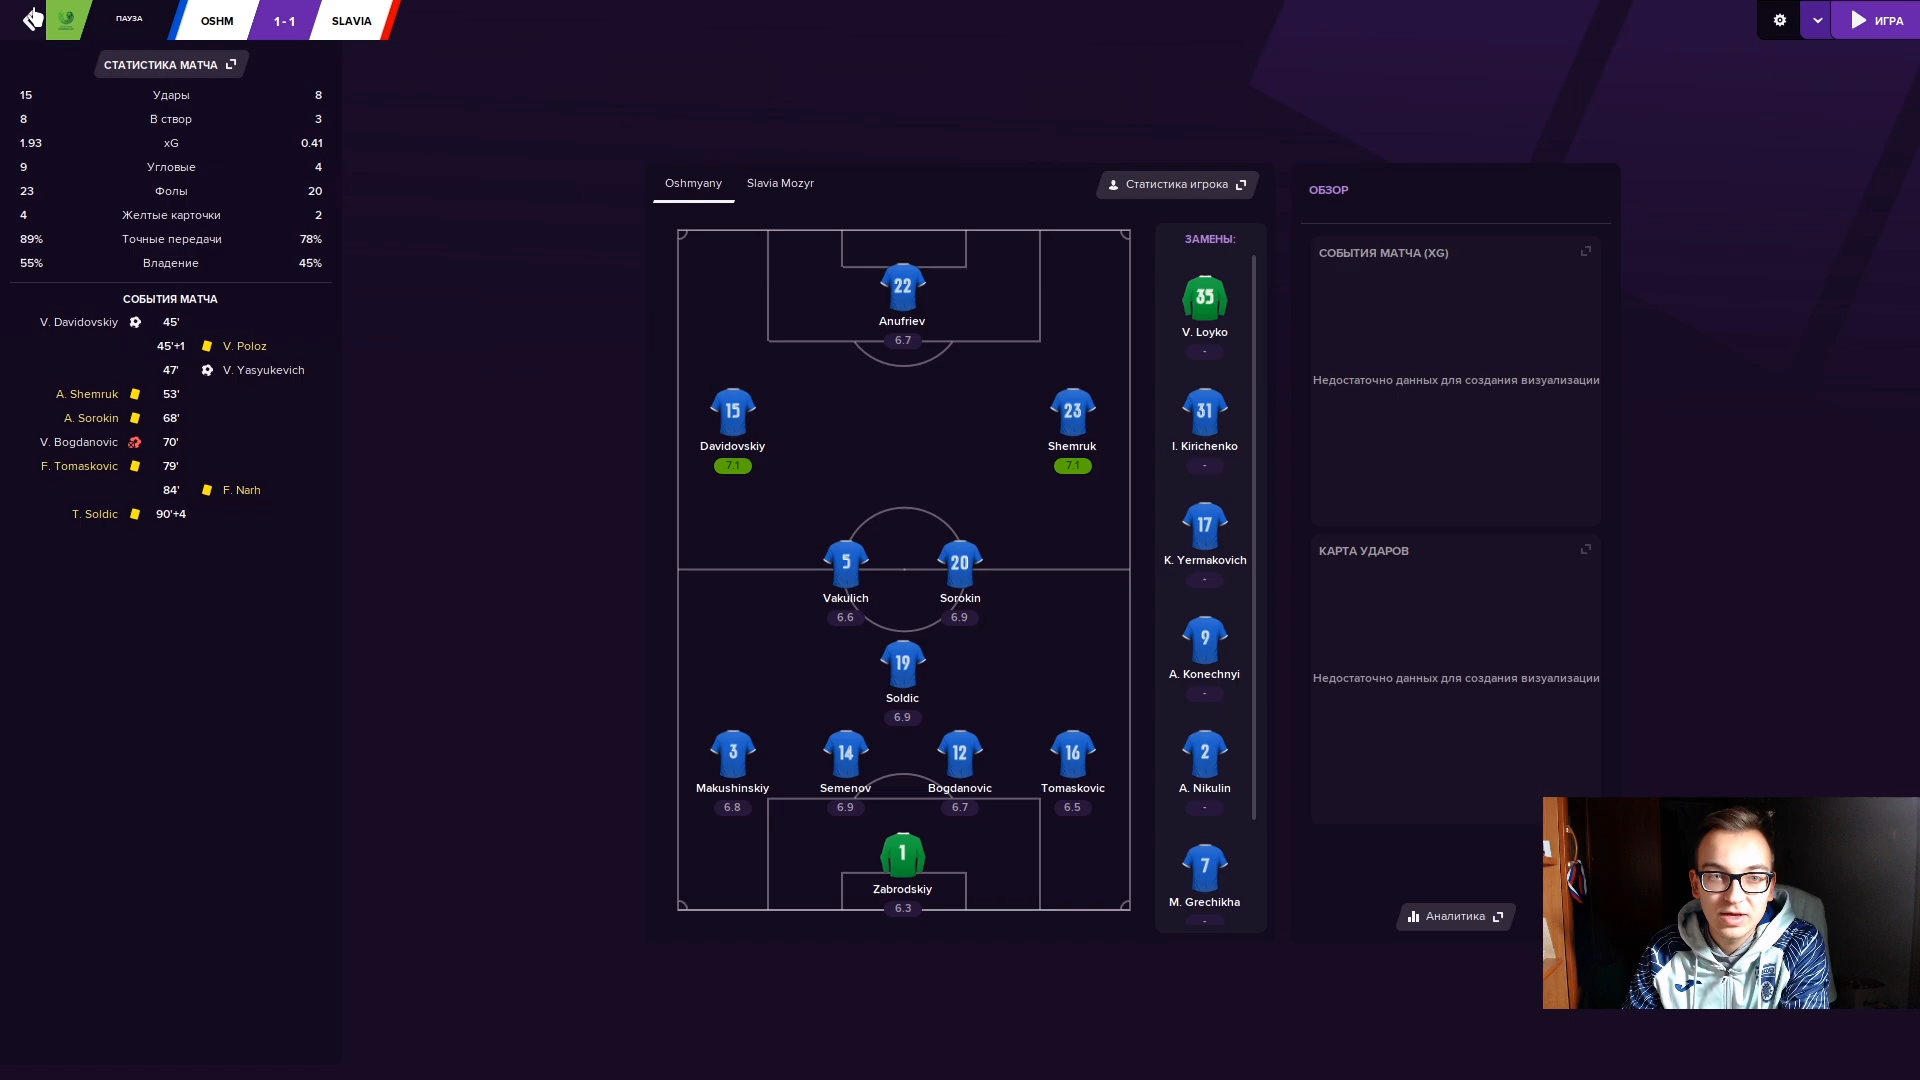 ПАУЗА
OSHM
1 - 1
SLAVIA
ИГРА
СТАТИСТИКА МАТЧА
15 Удары 8
8 В створ 3
1.93 xG 0.41
9 Угловые 4
23 Фолы 20
4 Желтые карточки 2
89% Точные передачи 78%
55% Владение 45%
СОБЫТИЯ МАТЧА
V. Davidovskiy 45'
45'+1 V. Poloz
47' V. Yasyukevich
A. Shemruk 53'
A. Sorokin 68'
V. Bogdanovic 70'
F. Tomaskovic 79'
84' F. Narh
T. Soldic 90'+4
Oshmyany
Slavia Mozyr
Статистика игрока
22
Anufriev
6.7
15
Davidovskiy
7.1
23
Shemruk
7.1
5
Vakulich
6.6
20
Sorokin
6.9
19
Soldic
6.9
3
Makushinskiy
6.8
14
Semenov
6.9
12
Bogdanovic
6.7
16
Tomaskovic
6.5
1
Zabrodskiy
6.3
ЗАМЕНЫ:
35
V. Loyko
-
31
I. Kirichenko
-
17
K. Yermakovich
-
9
A. Konechnyi
-
2
A. Nikulin
-
7
M. Grechikha
-
ОБЗОР
СОБЫТИЯ МАТЧА (XG)
Недостаточно данных для создания визуализации
КАРТА УДАРОВ
Недостаточно данных для создания визуализации
Аналитика